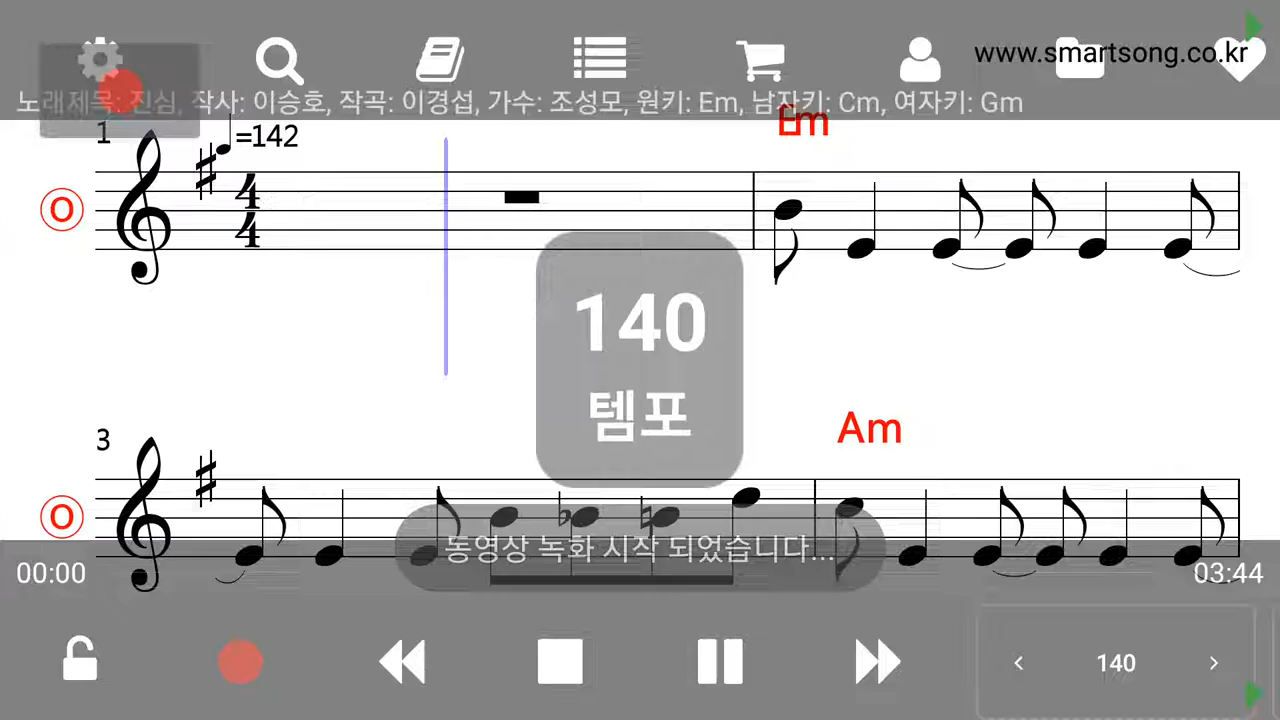 www.smartsong.co.kr
노래제목: 진심, 작사: 이승호, 작곡: 이경섭, 가수: 조성모, 원키: Em, 남자키: Cm, 여자키: Gm
1
=142
Em
4
4
O
140
템포
3
Am
O
동영상 녹화 시작 되었습니다...
00:00
03:44
140